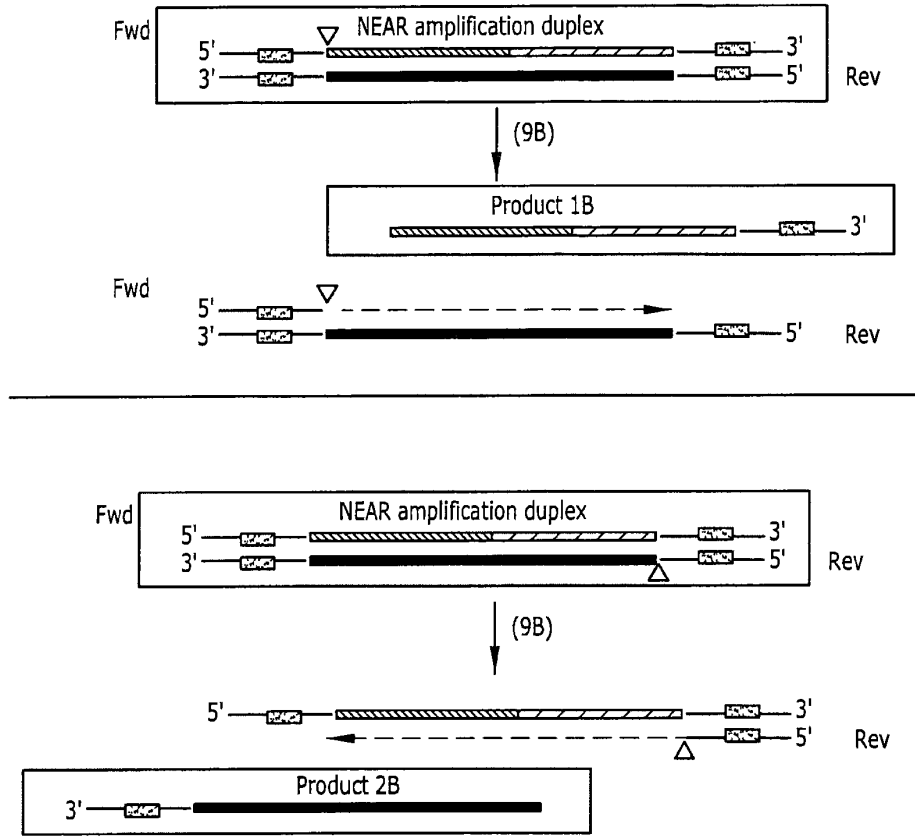 Fwd NEAR amplification duplex
5' 3'
3' 5' Rev
(9B)
Product 1B
3'
Fwd
5'
3' 5' Rev
Fwd NEAR amplification duplex
5' 3'
3' 5' Rev
(9B)
5' 3'
5' Rev
Product 2B
3'